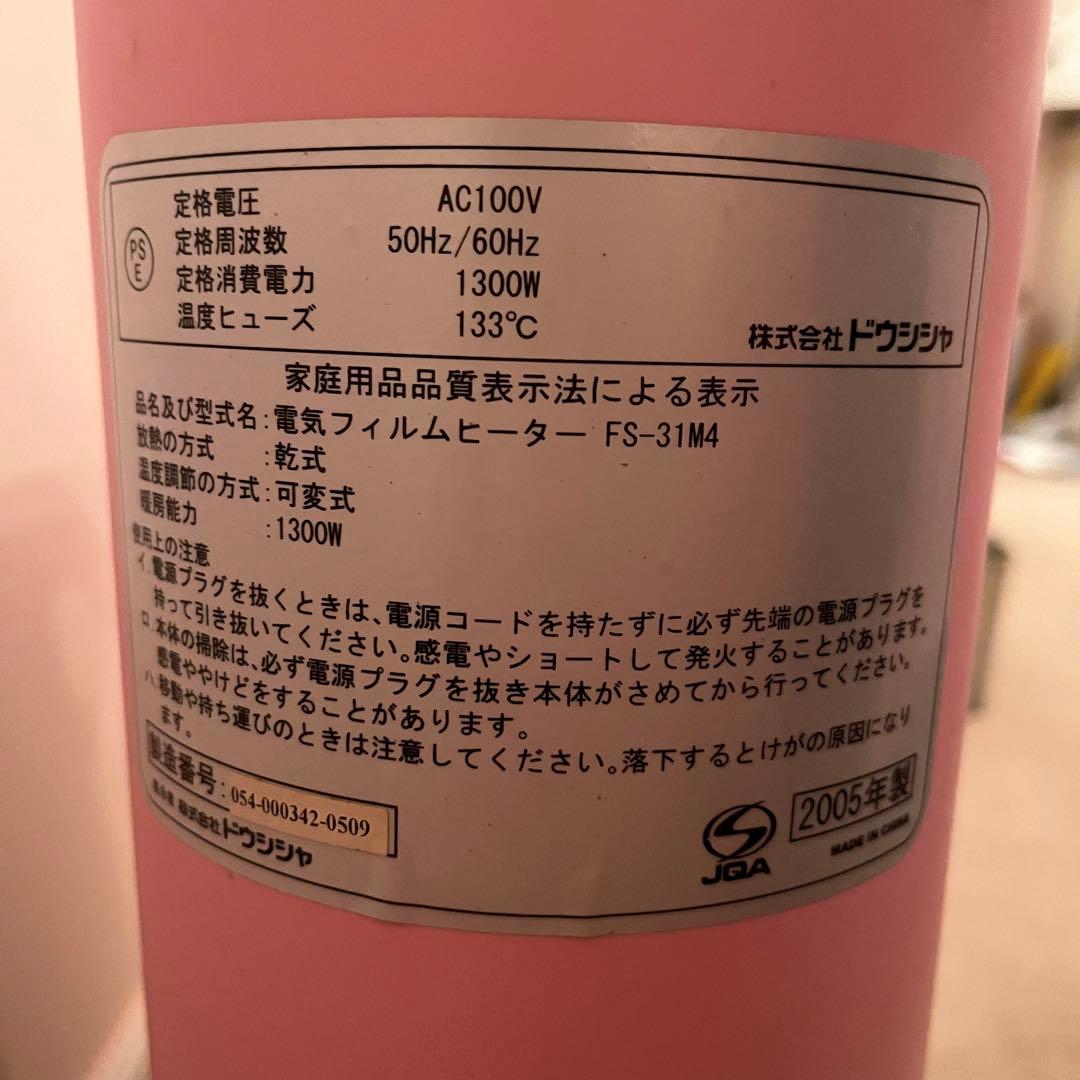 定格電圧 AC100V
定格周波数 50Hz/60Hz
定格消費電力 1300W
温度ヒューズ 133℃
PS
E
株式会社ドウシシャ
家庭用品品質表示法による表示
品名及び型式名:電気フィルムヒーター FS-31M4
放熱の方式 :乾式
温度調節の方式:可変式
暖房能力 :1300W
使用上の注意
イ.電源プラグを抜くときは、電源コードを持たずに必ず先端の電源プラグを
持って引き抜いてください。感電やショートして発火することがあります。
ロ.本体の掃除は、必ず電源プラグを抜き本体がさめてから行ってください。
感電ややけどをすることがあります。
ハ.移動や持ち運びのときは注意してください。落下するとけがの原因になり
ます。
製造番号:054-000342-0509
表示者 株式会社ドウシシャ
JQA
2005年製
MADE IN CHINA